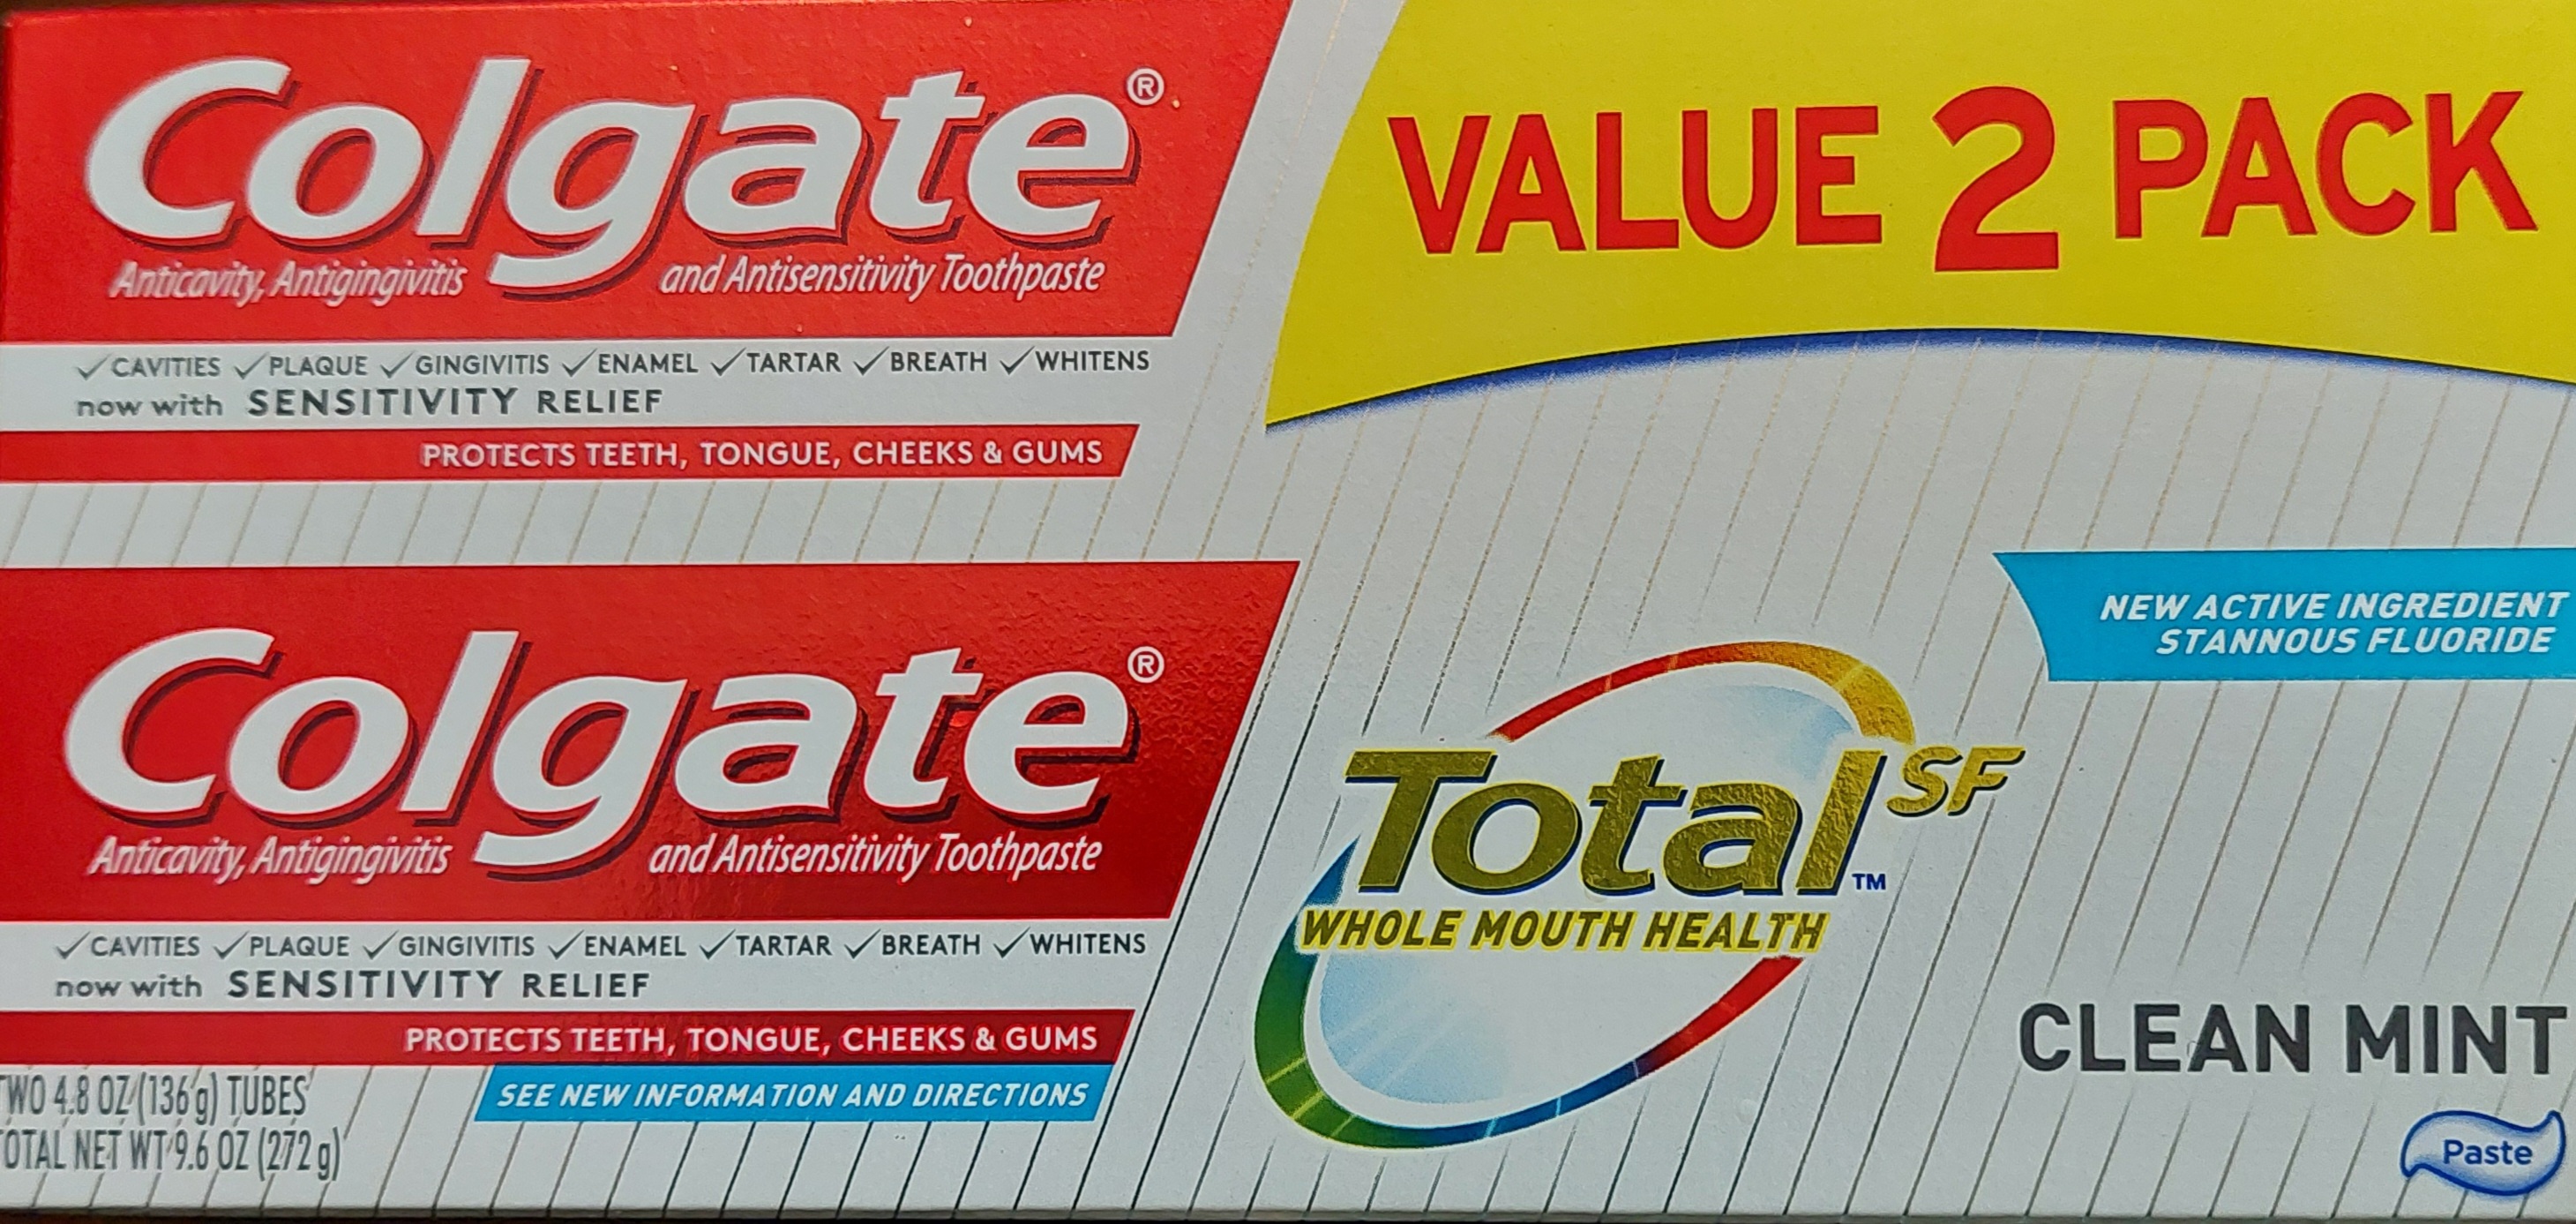 Colgate®
Anticavity, Antigingivitis and Antisensitivity Toothpaste
✓CAVITIES ✓PLAQUE ✓GINGIVITIS ✓ENAMEL ✓TARTAR ✓BREATH ✓WHITENS
now with SENSITIVITY RELIEF
PROTECTS TEETH, TONGUE, CHEEKS & GUMS
VALUE 2 PACK
Colgate®
Anticavity, Antigingivitis and Antisensitivity Toothpaste
✓CAVITIES ✓PLAQUE ✓GINGIVITIS ✓ENAMEL ✓TARTAR ✓BREATH ✓WHITENS
now with SENSITIVITY RELIEF
PROTECTS TEETH, TONGUE, CHEEKS & GUMS
SEE NEW INFORMATION AND DIRECTIONS
TWO 4.8 OZ (136 g) TUBES
TOTAL NET WT 9.6 OZ (272 g)
NEW ACTIVE INGREDIENT
STANNOUS FLUORIDE
Total SF™
WHOLE MOUTH HEALTH
CLEAN MINT
Paste